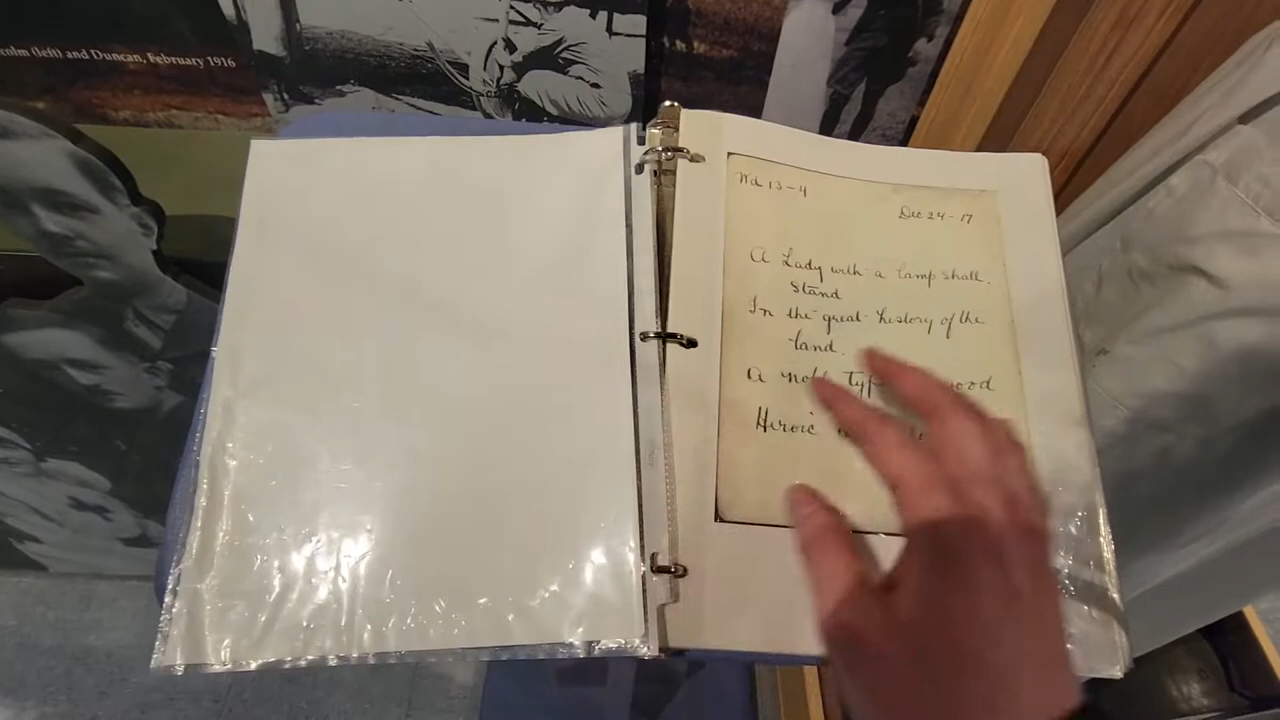 colm (left) and Duncan, February 1916
Wd 13-4
Dec 24-17
A Lady with a lamp shall.
Stand
In the great history of the
land.
A
Heroic